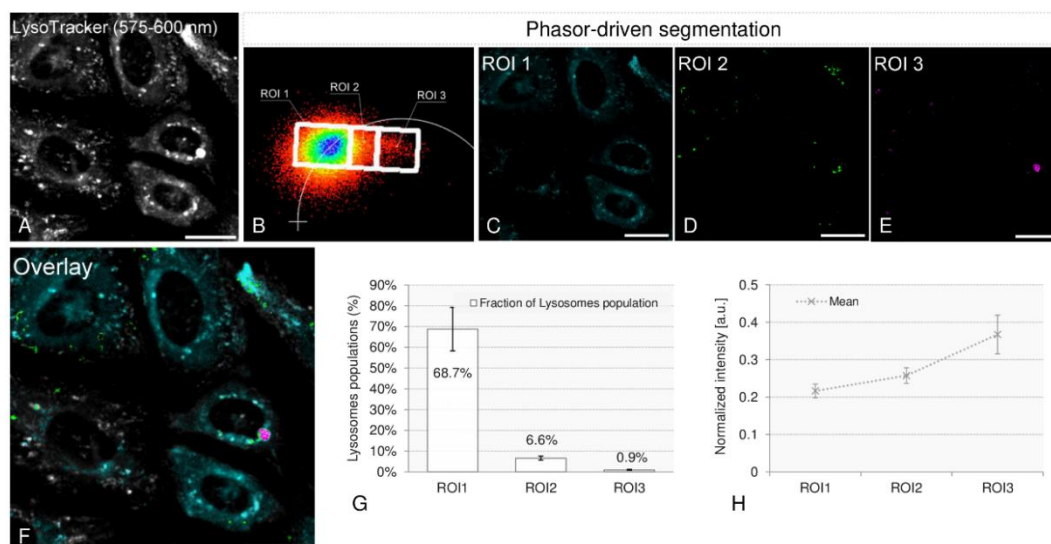 LysoTracker (575-600 nm)
A
Phasor-driven segmentation
ROI 1
ROI 2
ROI 3
B
ROI 1
C
ROI 2
D
ROI 3
E
Overlay
F
Lysosomes populations (%)
90%
80%
70%
60%
50%
40%
30%
20%
10%
0%
Fraction of Lysosomes population
68.7%
6.6%
0.9%
ROI1 ROI2 ROI3
G
Normalized intensity [a.u.]
0.5
0.4
0.3
0.2
0.1
0
Mean
ROI1 ROI2 ROI3
H